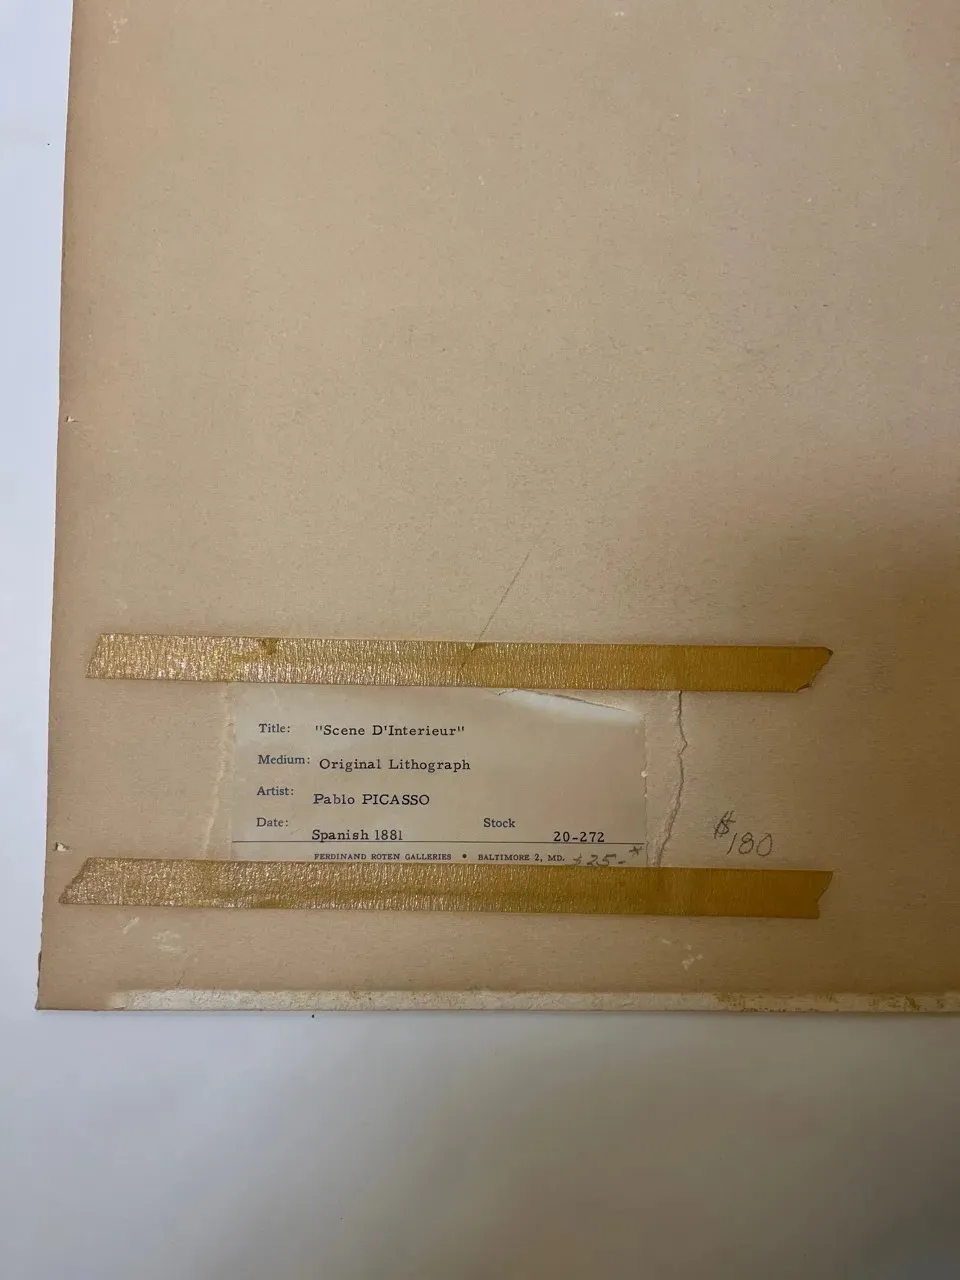 Title: "Scene D'Interieur"
Medium: Original Lithograph
Artist: Pablo PICASSO
Date: Spanish 1881 Stock 20-272
FERDINAND ROTEN GALLERIES • BALTIMORE 2, MD. $25-*
$180